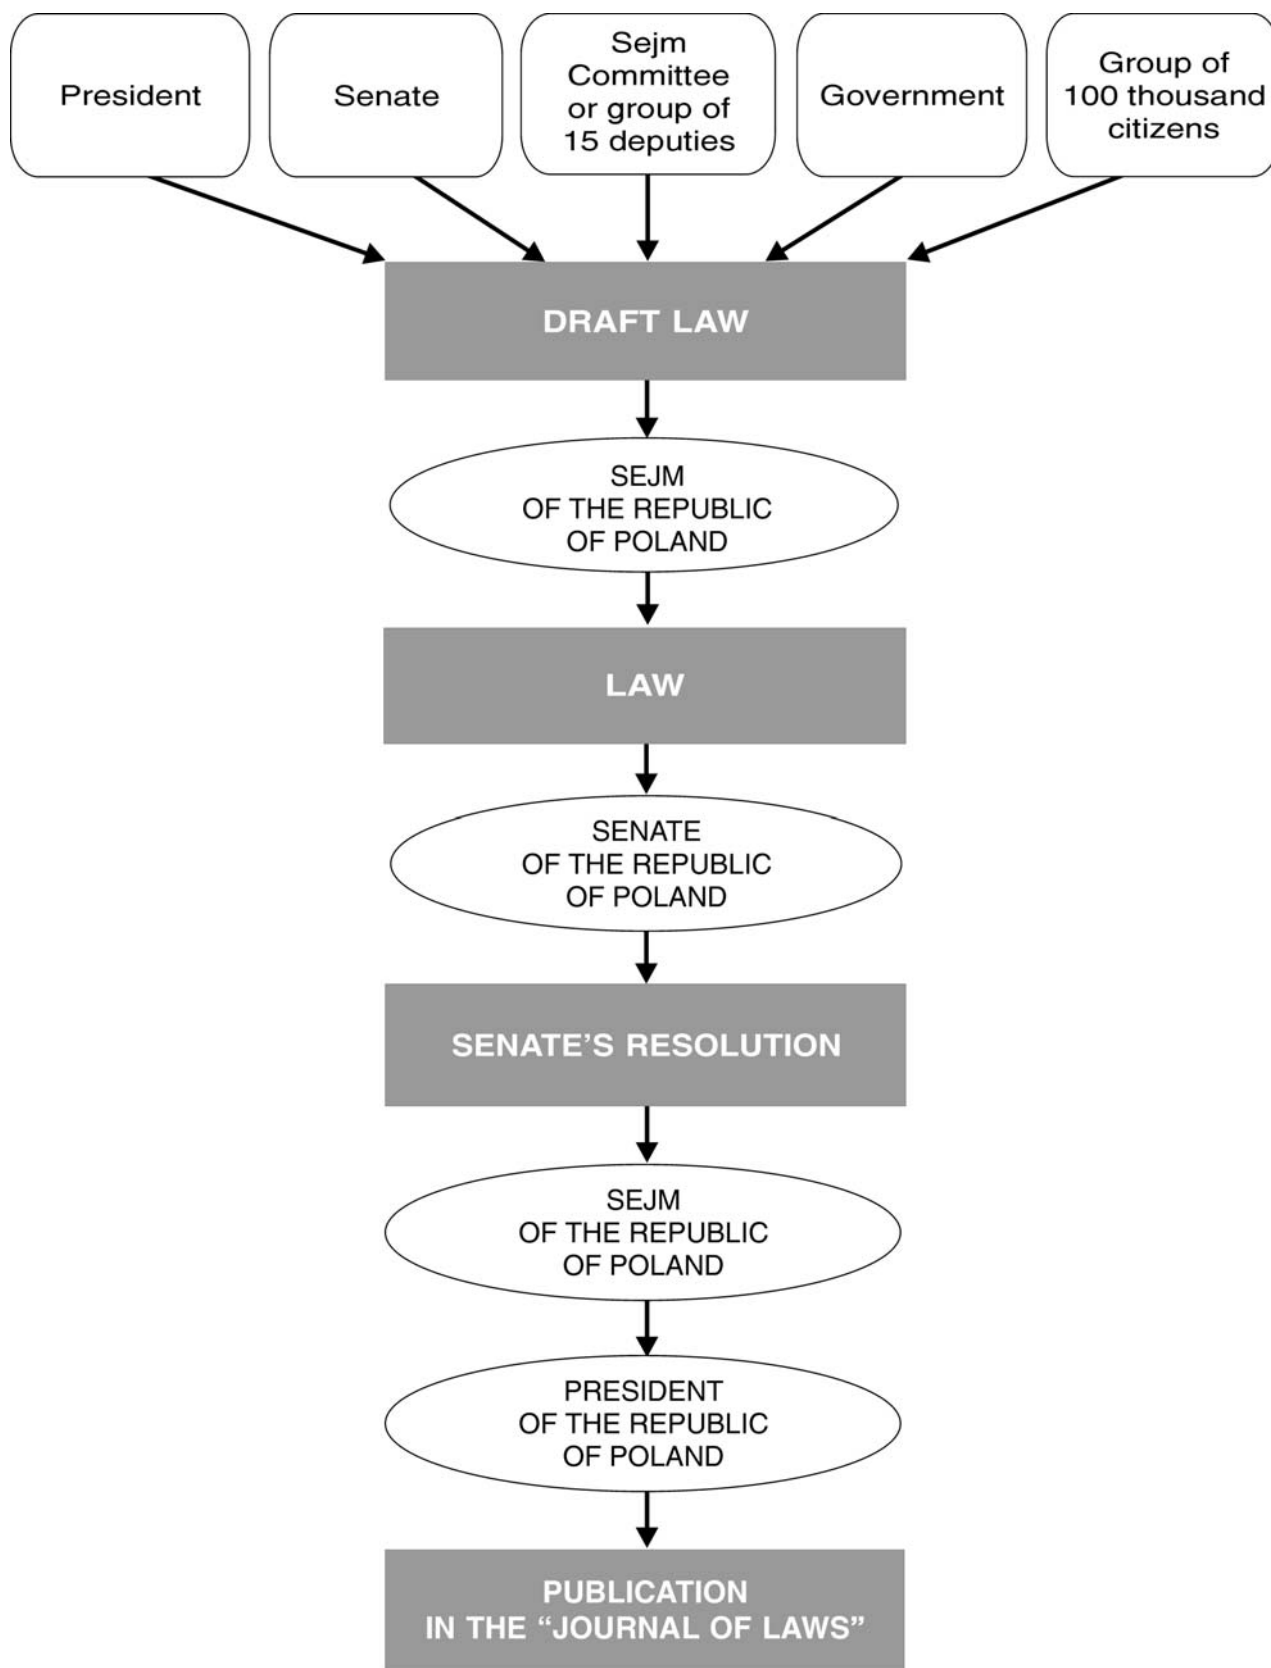 President
Senate
Sejm
Committee
or group of
15 deputies
Government
Group of
100 thousand
citizens
DRAFT LAW
SEJM
OF THE REPUBLIC
OF POLAND
LAW
SENATE
OF THE REPUBLIC
OF POLAND
SENATE’S RESOLUTION
SEJM
OF THE REPUBLIC
OF POLAND
PRESIDENT
OF THE REPUBLIC
OF POLAND
PUBLICATION
IN THE “JOURNAL OF LAWS”